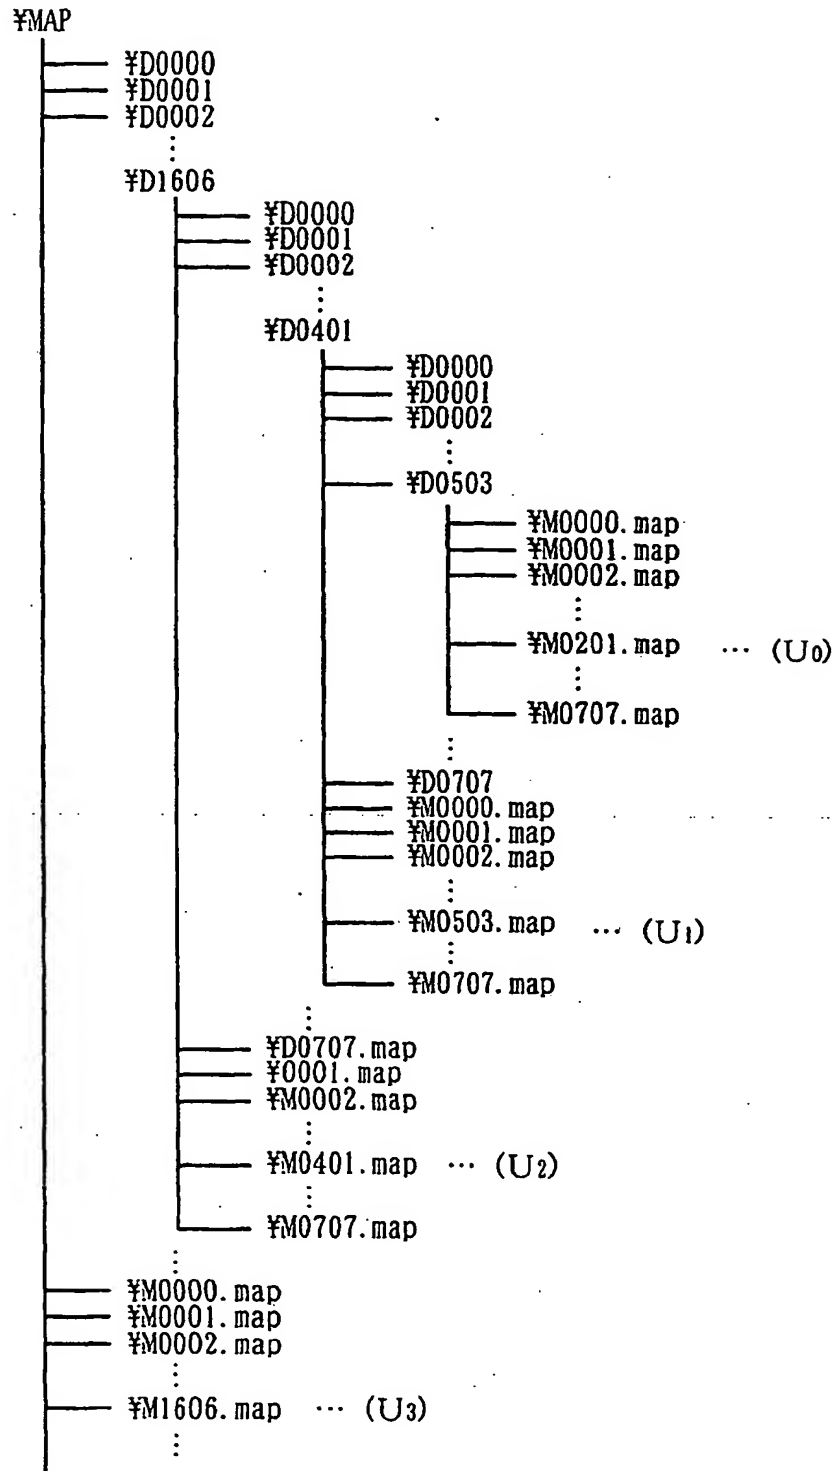 ¥MAP
¥D0000
¥D0001
¥D0002
⋮
¥D1606
¥D0000
¥D0001
¥D0002
⋮
¥D0401
¥D0000
¥D0001
¥D0002
⋮
¥D0503
¥M0000.map
¥M0001.map
¥M0002.map
⋮
¥M0201.map … (U0)
⋮
¥M0707.map
⋮
¥D0707
¥M0000.map
¥M0001.map
¥M0002.map
⋮
¥M0503.map … (U1)
⋮
¥M0707.map
⋮
¥D0707.map
¥0001.map
¥M0002.map
⋮
¥M0401.map … (U2)
⋮
¥M0707.map
⋮
¥M0000.map
¥M0001.map
¥M0002.map
⋮
¥M1606.map … (U3)
⋮